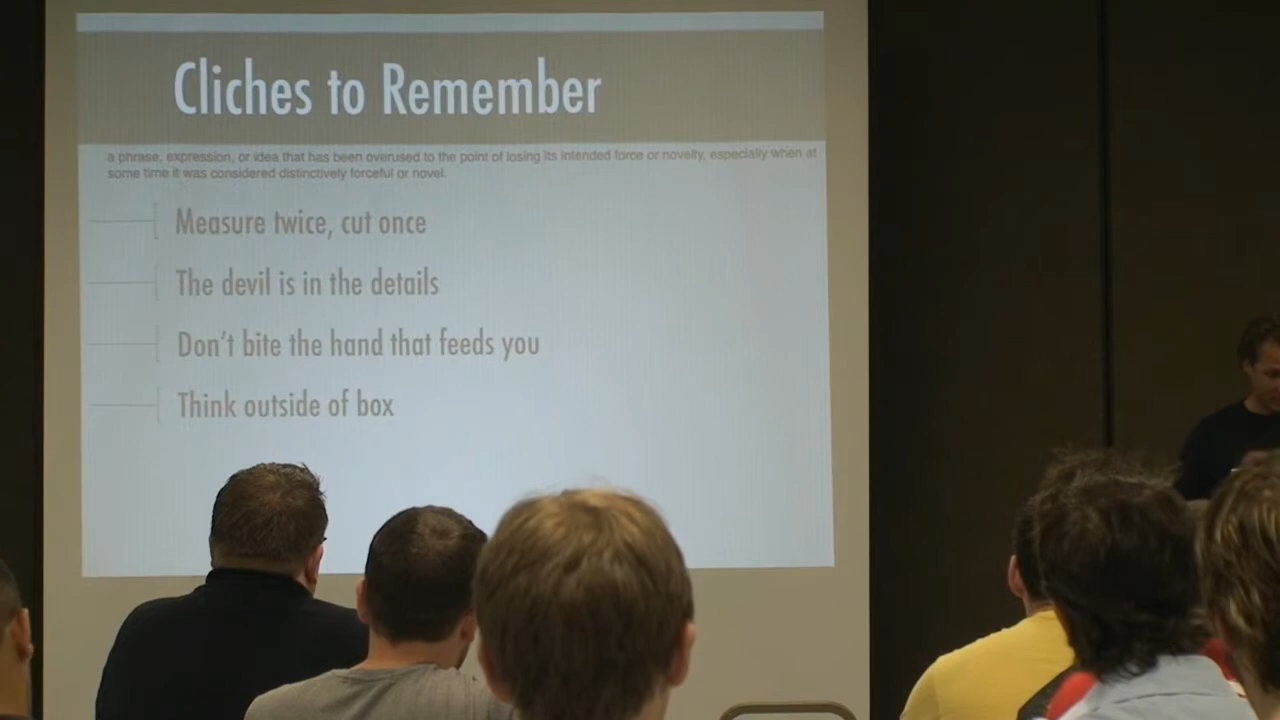 Cliches to Remember
a phrase, expression, or idea that has been overused to the point of losing its intended force or novelty, especially when at
some time it was considered distinctively forceful or novel.
Measure twice, cut once
The devil is in the details
Don't bite the hand that feeds you
Think outside of box